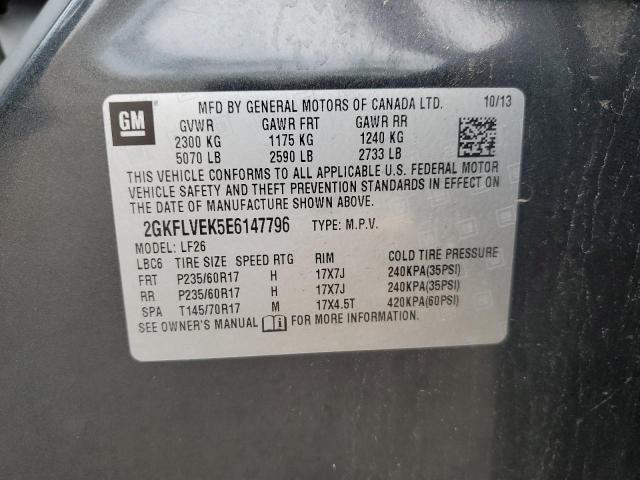 GM
MFD BY GENERAL MOTORS OF CANADA LTD. 10/13
GVWR GAWR FRT GAWR RR
2300 KG 1175 KG 1240 KG
5070 LB 2590 LB 2733 LB
THIS VEHICLE CONFORMS TO ALL APPLICABLE U.S. FEDERAL MOTOR
VEHICLE SAFETY AND THEFT PREVENTION STANDARDS IN EFFECT ON
THE DATE OF MANUFACTURE SHOWN ABOVE.
2GKFLVEK5E6147796 TYPE: M.P.V.
MODEL: LF26
LBC6 TIRE SIZE SPEED RTG RIM COLD TIRE PRESSURE
FRT P235/60R17 H 17X7J 240KPA(35PSI)
RR P235/60R17 H 17X7J 240KPA(35PSI)
SPA T145/70R17 M 17X4.5T 420KPA(60PSI)
SEE OWNER'S MANUAL FOR MORE INFORMATION.